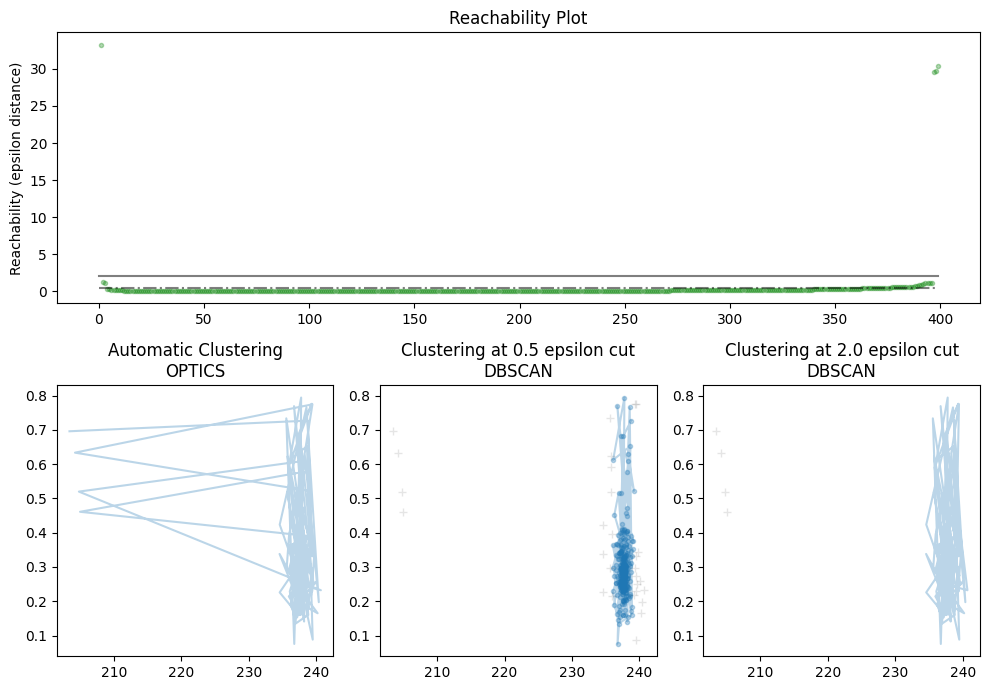 Reachability Plot
Reachability (epsilon distance)
30
25
20
15
10
5
0
0 50 100 150 200 250 300 350 400
Automatic Clustering
OPTICS
Clustering at 0.5 epsilon cut
DBSCAN
Clustering at 2.0 epsilon cut
DBSCAN
0.8
0.7
0.6
0.5
0.4
0.3
0.2
0.1
210 220 230 240
0.8
0.7
0.6
0.5
0.4
0.3
0.2
0.1
210 220 230 240
0.8
0.7
0.6
0.5
0.4
0.3
0.2
0.1
210 220 230 240